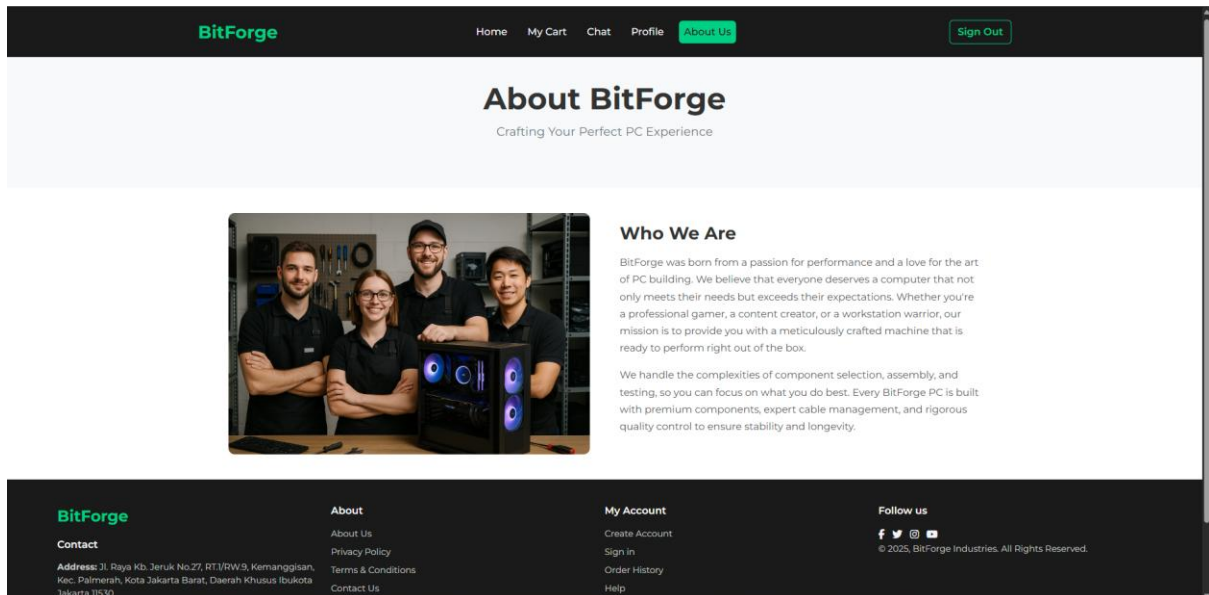 BitForge
Home
My Cart
Chat
Profile
About Us
Sign Out
About BitForge
Crafting Your Perfect PC Experience
Who We Are
BitForge was born from a passion for performance and a love for the art
of PC building. We believe that everyone deserves a computer that not
only meets their needs but exceeds their expectations. Whether you're
a professional gamer, a content creator, or a workstation warrior, our
mission is to provide you with a meticulously crafted machine that is
ready to perform right out of the box.
We handle the complexities of component selection, assembly, and
testing, so you can focus on what you do best. Every BitForge PC is built
with premium components, expert cable management, and rigorous
quality control to ensure stability and longevity.
BitForge
Contact
Address: Jl. Raya Kb. Jeruk No.27, RT.1/RW.9, Kemanggisan,
Kec. Palmerah, Kota Jakarta Barat, Daerah Khusus Ibukota
Jakarta 11530
About
About Us
Privacy Policy
Terms & Conditions
Contact Us
My Account
Create Account
Sign in
Order History
Help
Follow us
© 2025, BitForge Industries. All Rights Reserved.